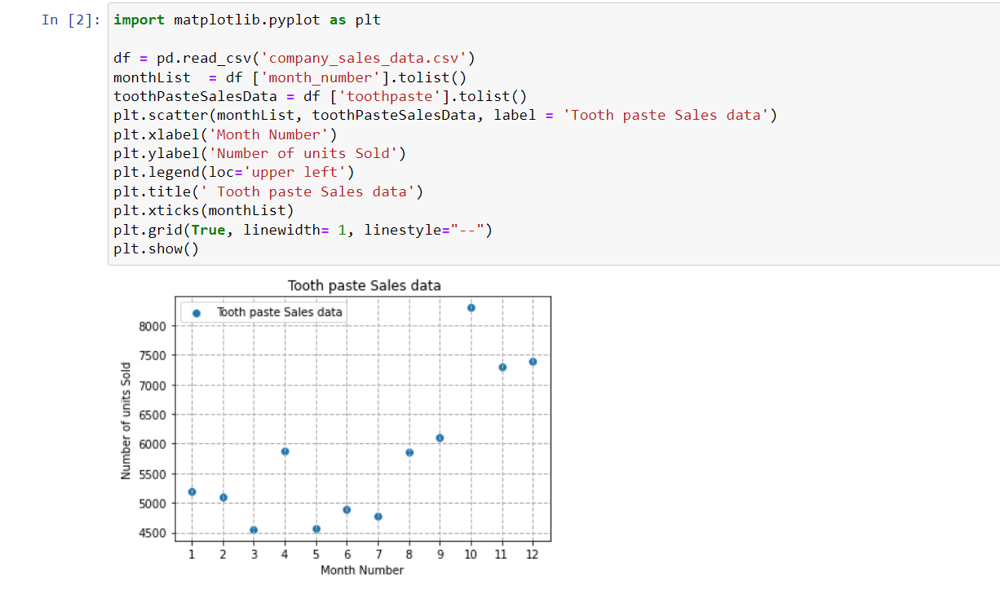 In [2]: import matplotlib.pyplot as plt
df = pd.read_csv('company_sales_data.csv')
monthList  = df ['month_number'].tolist()
toothPasteSalesData = df ['toothpaste'].tolist()
plt.scatter(monthList, toothPasteSalesData, label = 'Tooth paste Sales data')
plt.xlabel('Month Number')
plt.ylabel('Number of units Sold')
plt.legend(loc='upper left')
plt.title(' Tooth paste Sales data')
plt.xticks(monthList)
plt.grid(True, linewidth= 1, linestyle="--")
plt.show()
Tooth paste Sales data
Tooth paste Sales data
8000
7500
7000
6500
6000
5500
5000
4500
Number of units Sold
1 2 3 4 5 6 7 8 9 10 11 12
Month Number